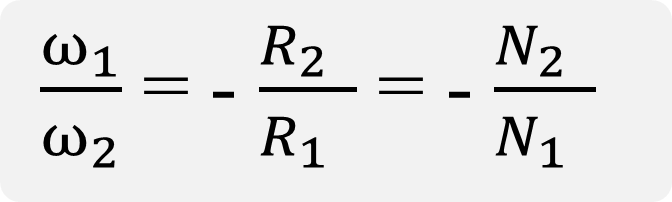 ω₁/ω₂ = - R₂/R₁ = - N₂/N₁